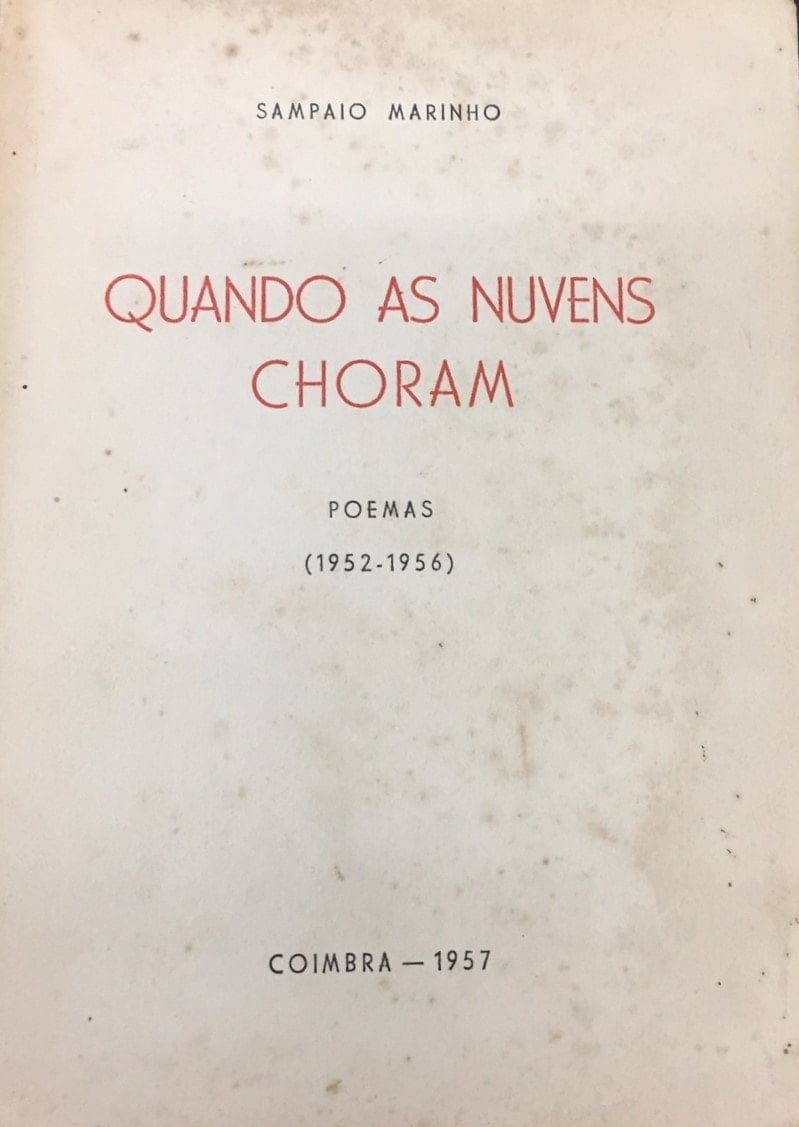 SAMPAIO MARINHO
QUANDO AS NUVENS
CHORAM
POEMAS
(1952-1956)
COIMBRA — 1957